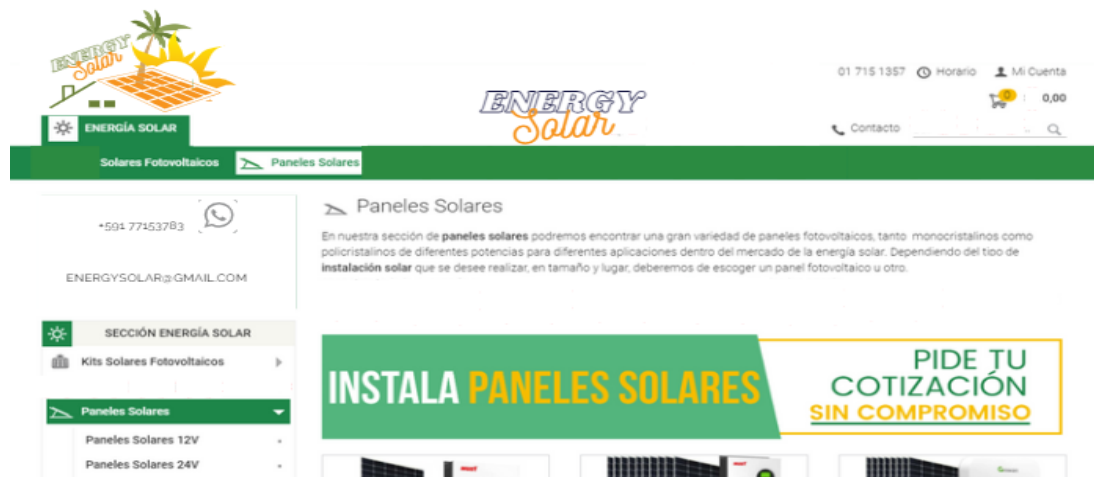 ENERGY
Solar
01 715 1357 Horario Mi Cuenta
ENERGY
Solar
0 0,00
ENERGÍA SOLAR
Contacto
Solares Fotovoltaicos Paneles Solares
+591 77153783
ENERGYSOLAR@GMAIL.COM
Paneles Solares
En nuestra sección de paneles solares podremos encontrar una gran variedad de paneles fotovoltaicos, tanto monocristalinos como
policristalinos de diferentes potencias para diferentes aplicaciones dentro del mercado de la energía solar. Dependiendo del tipo de
instalación solar que se desee realizar, en tamaño y lugar, deberemos de escoger un panel fotovoltaico u otro.
SECCIÓN ENERGÍA SOLAR
Kits Solares Fotovoltaicos
Paneles Solares
Paneles Solares 12V
Paneles Solares 24V
INSTALA PANELES SOLARES
PIDE TU
COTIZACIÓN
SIN COMPROMISO